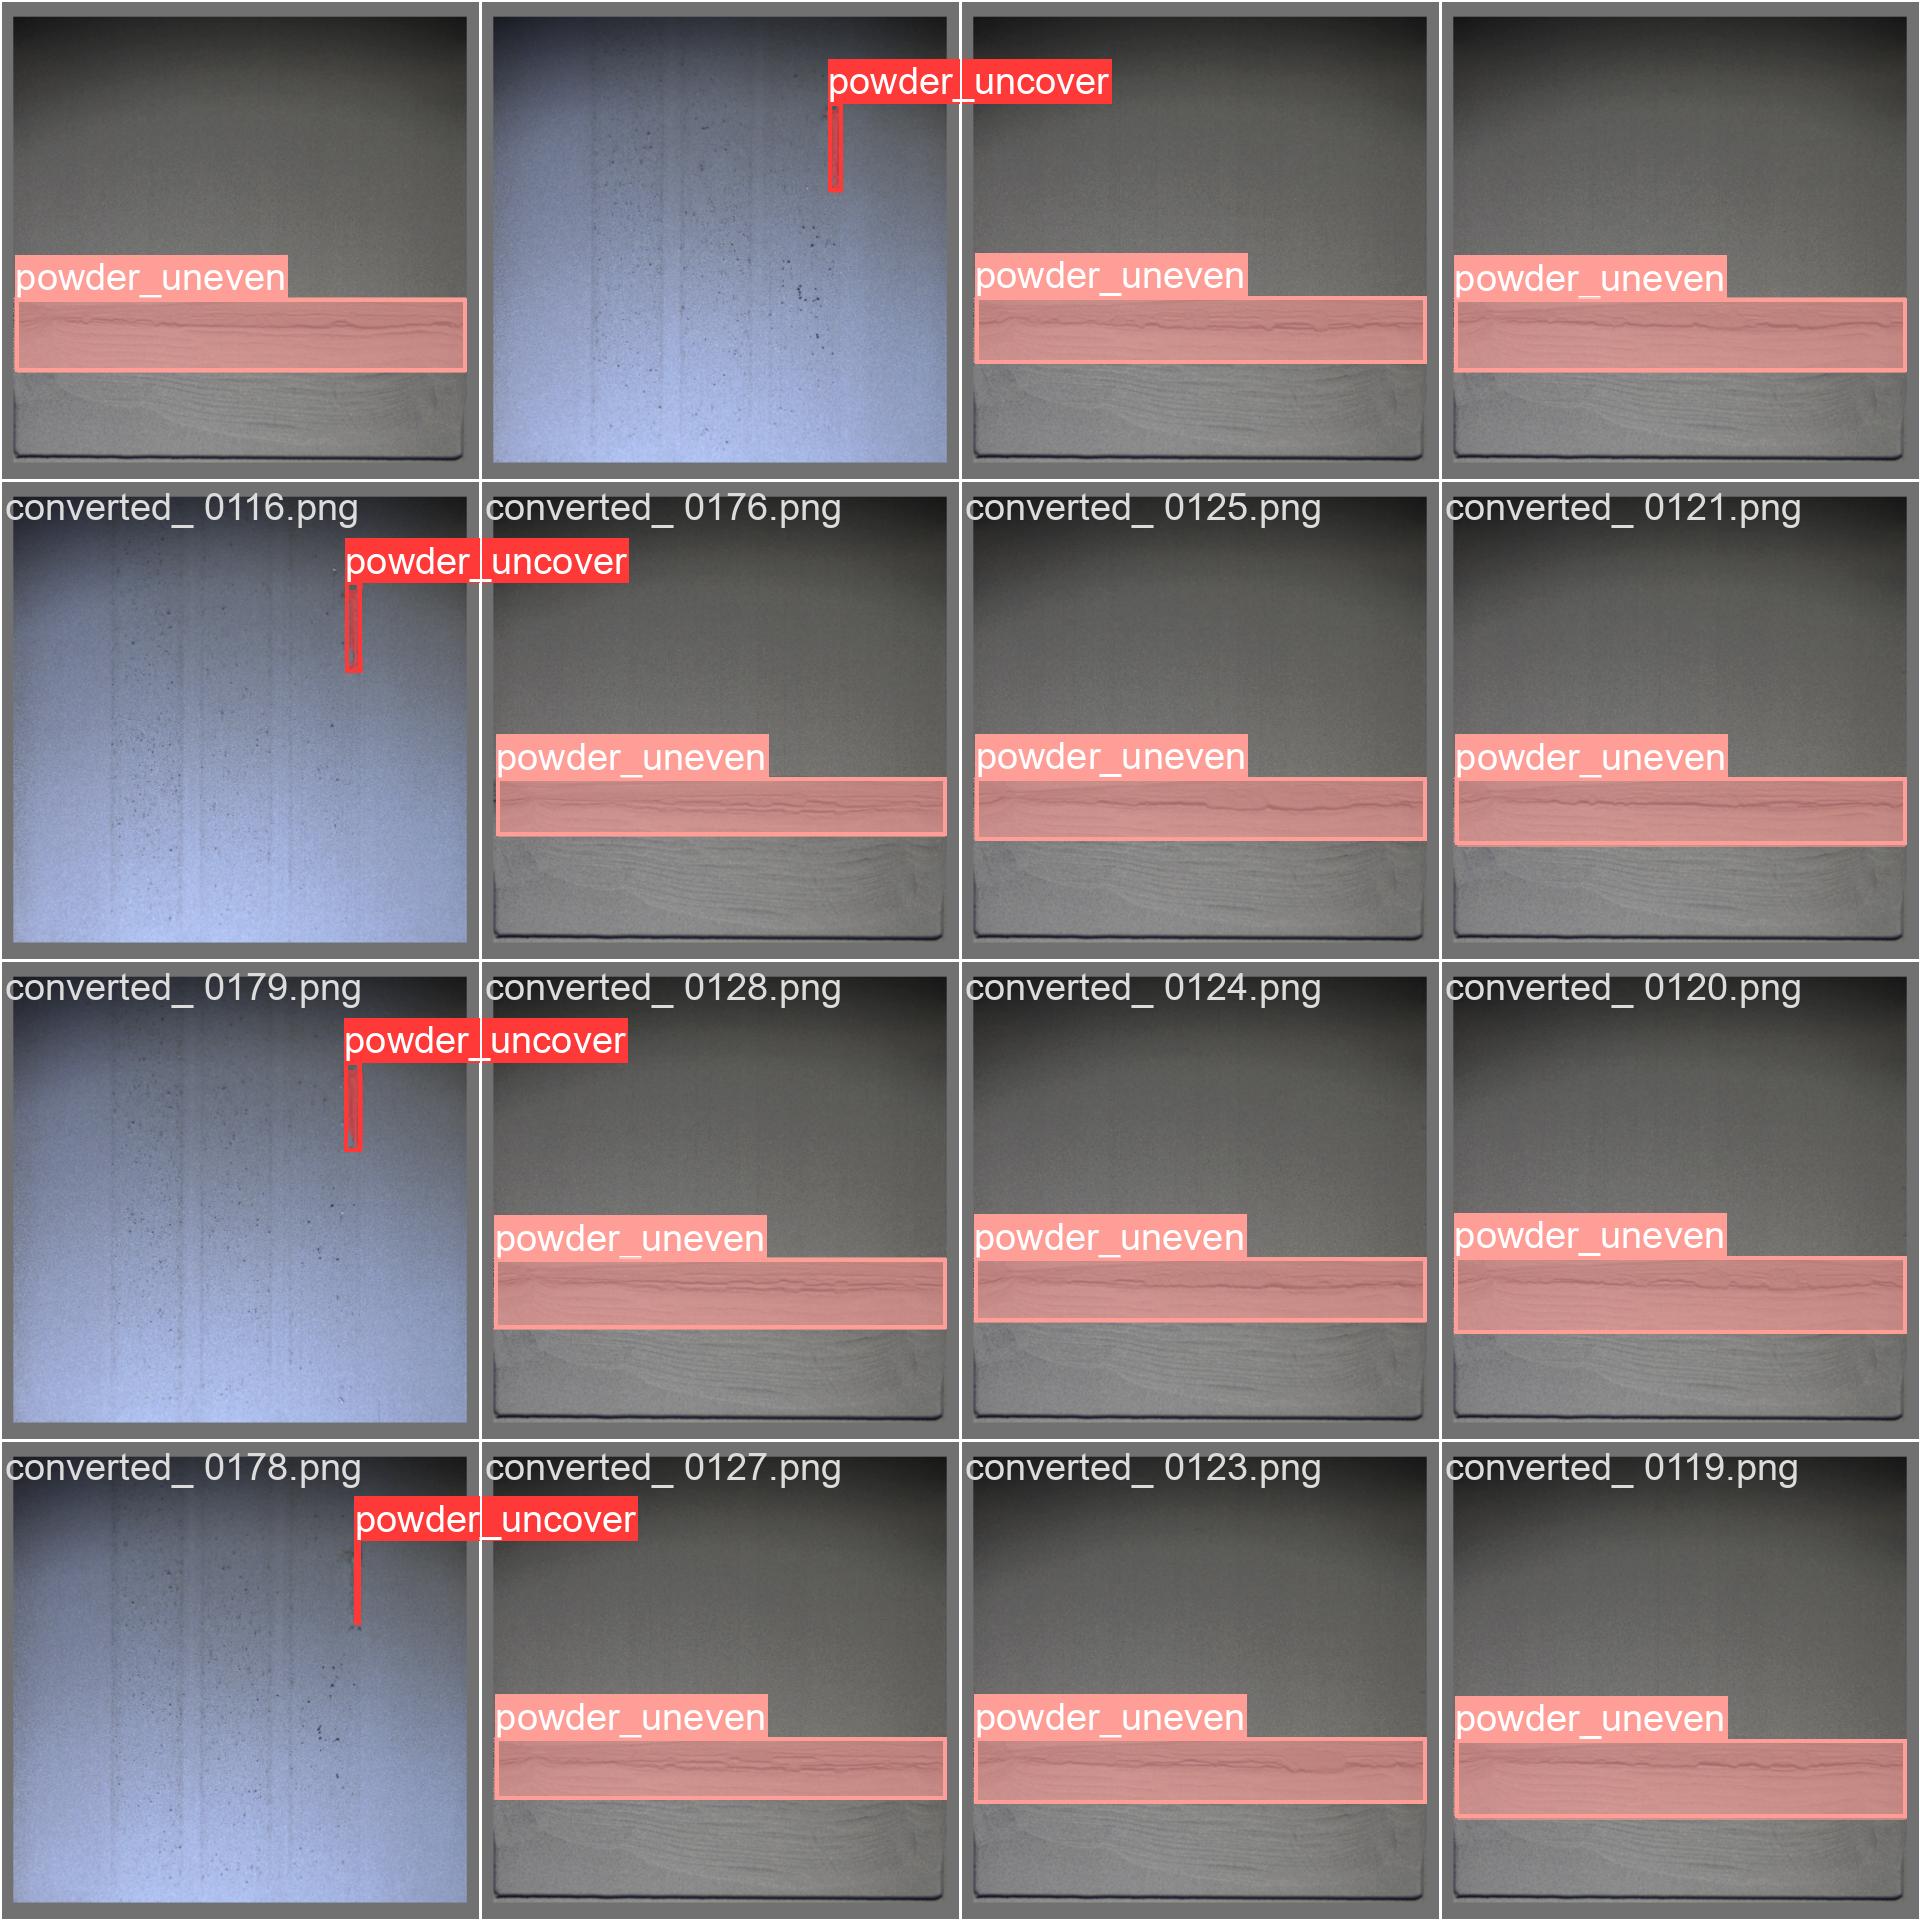 powder_uncover
powder_uneven
powder_uneven
powder_uneven
converted_ 0116.png
converted_ 0176.png
converted_ 0125.png
converted_ 0121.png
powder_uncover
powder_uneven
powder_uneven
powder_uneven
converted_ 0179.png
converted_ 0128.png
converted_ 0124.png
converted_ 0120.png
powder_uncover
powder_uneven
powder_uneven
powder_uneven
converted_ 0178.png
converted_ 0127.png
converted_ 0123.png
converted_ 0119.png
powder_uncover
powder_uneven
powder_uneven
powder_uneven